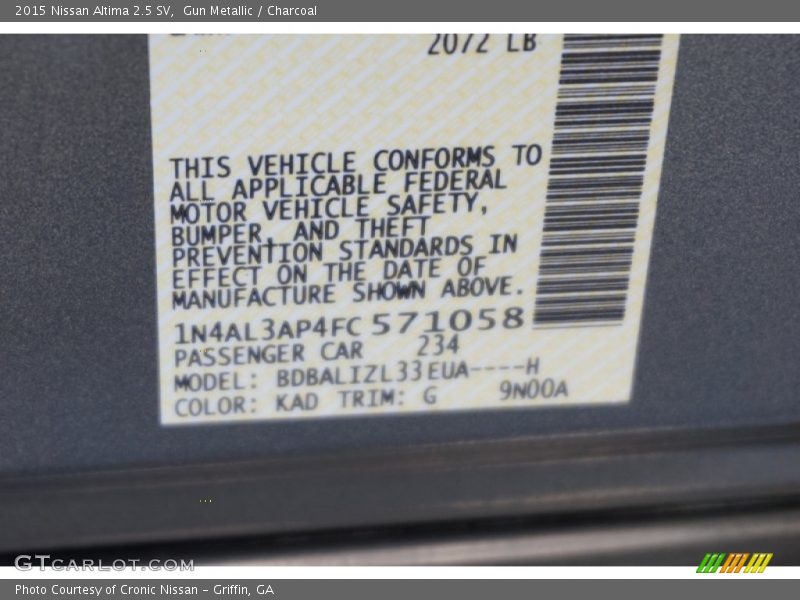 2015 Nissan Altima 2.5 SV, Gun Metallic / Charcoal
2072 LB
THIS VEHICLE CONFORMS TO
ALL APPLICABLE FEDERAL
MOTOR VEHICLE SAFETY,
BUMPER, AND THEFT
PREVENTION STANDARDS IN
EFFECT ON THE DATE OF
MANUFACTURE SHOWN ABOVE.
1N4AL3AP4FC571058
PASSENGER CAR 234
MODEL: BDBALIZL33EUA----H
COLOR: KAD TRIM: G 9N00A
GTCARLOT.COM
Photo Courtesy of Cronic Nissan – Griffin, GA